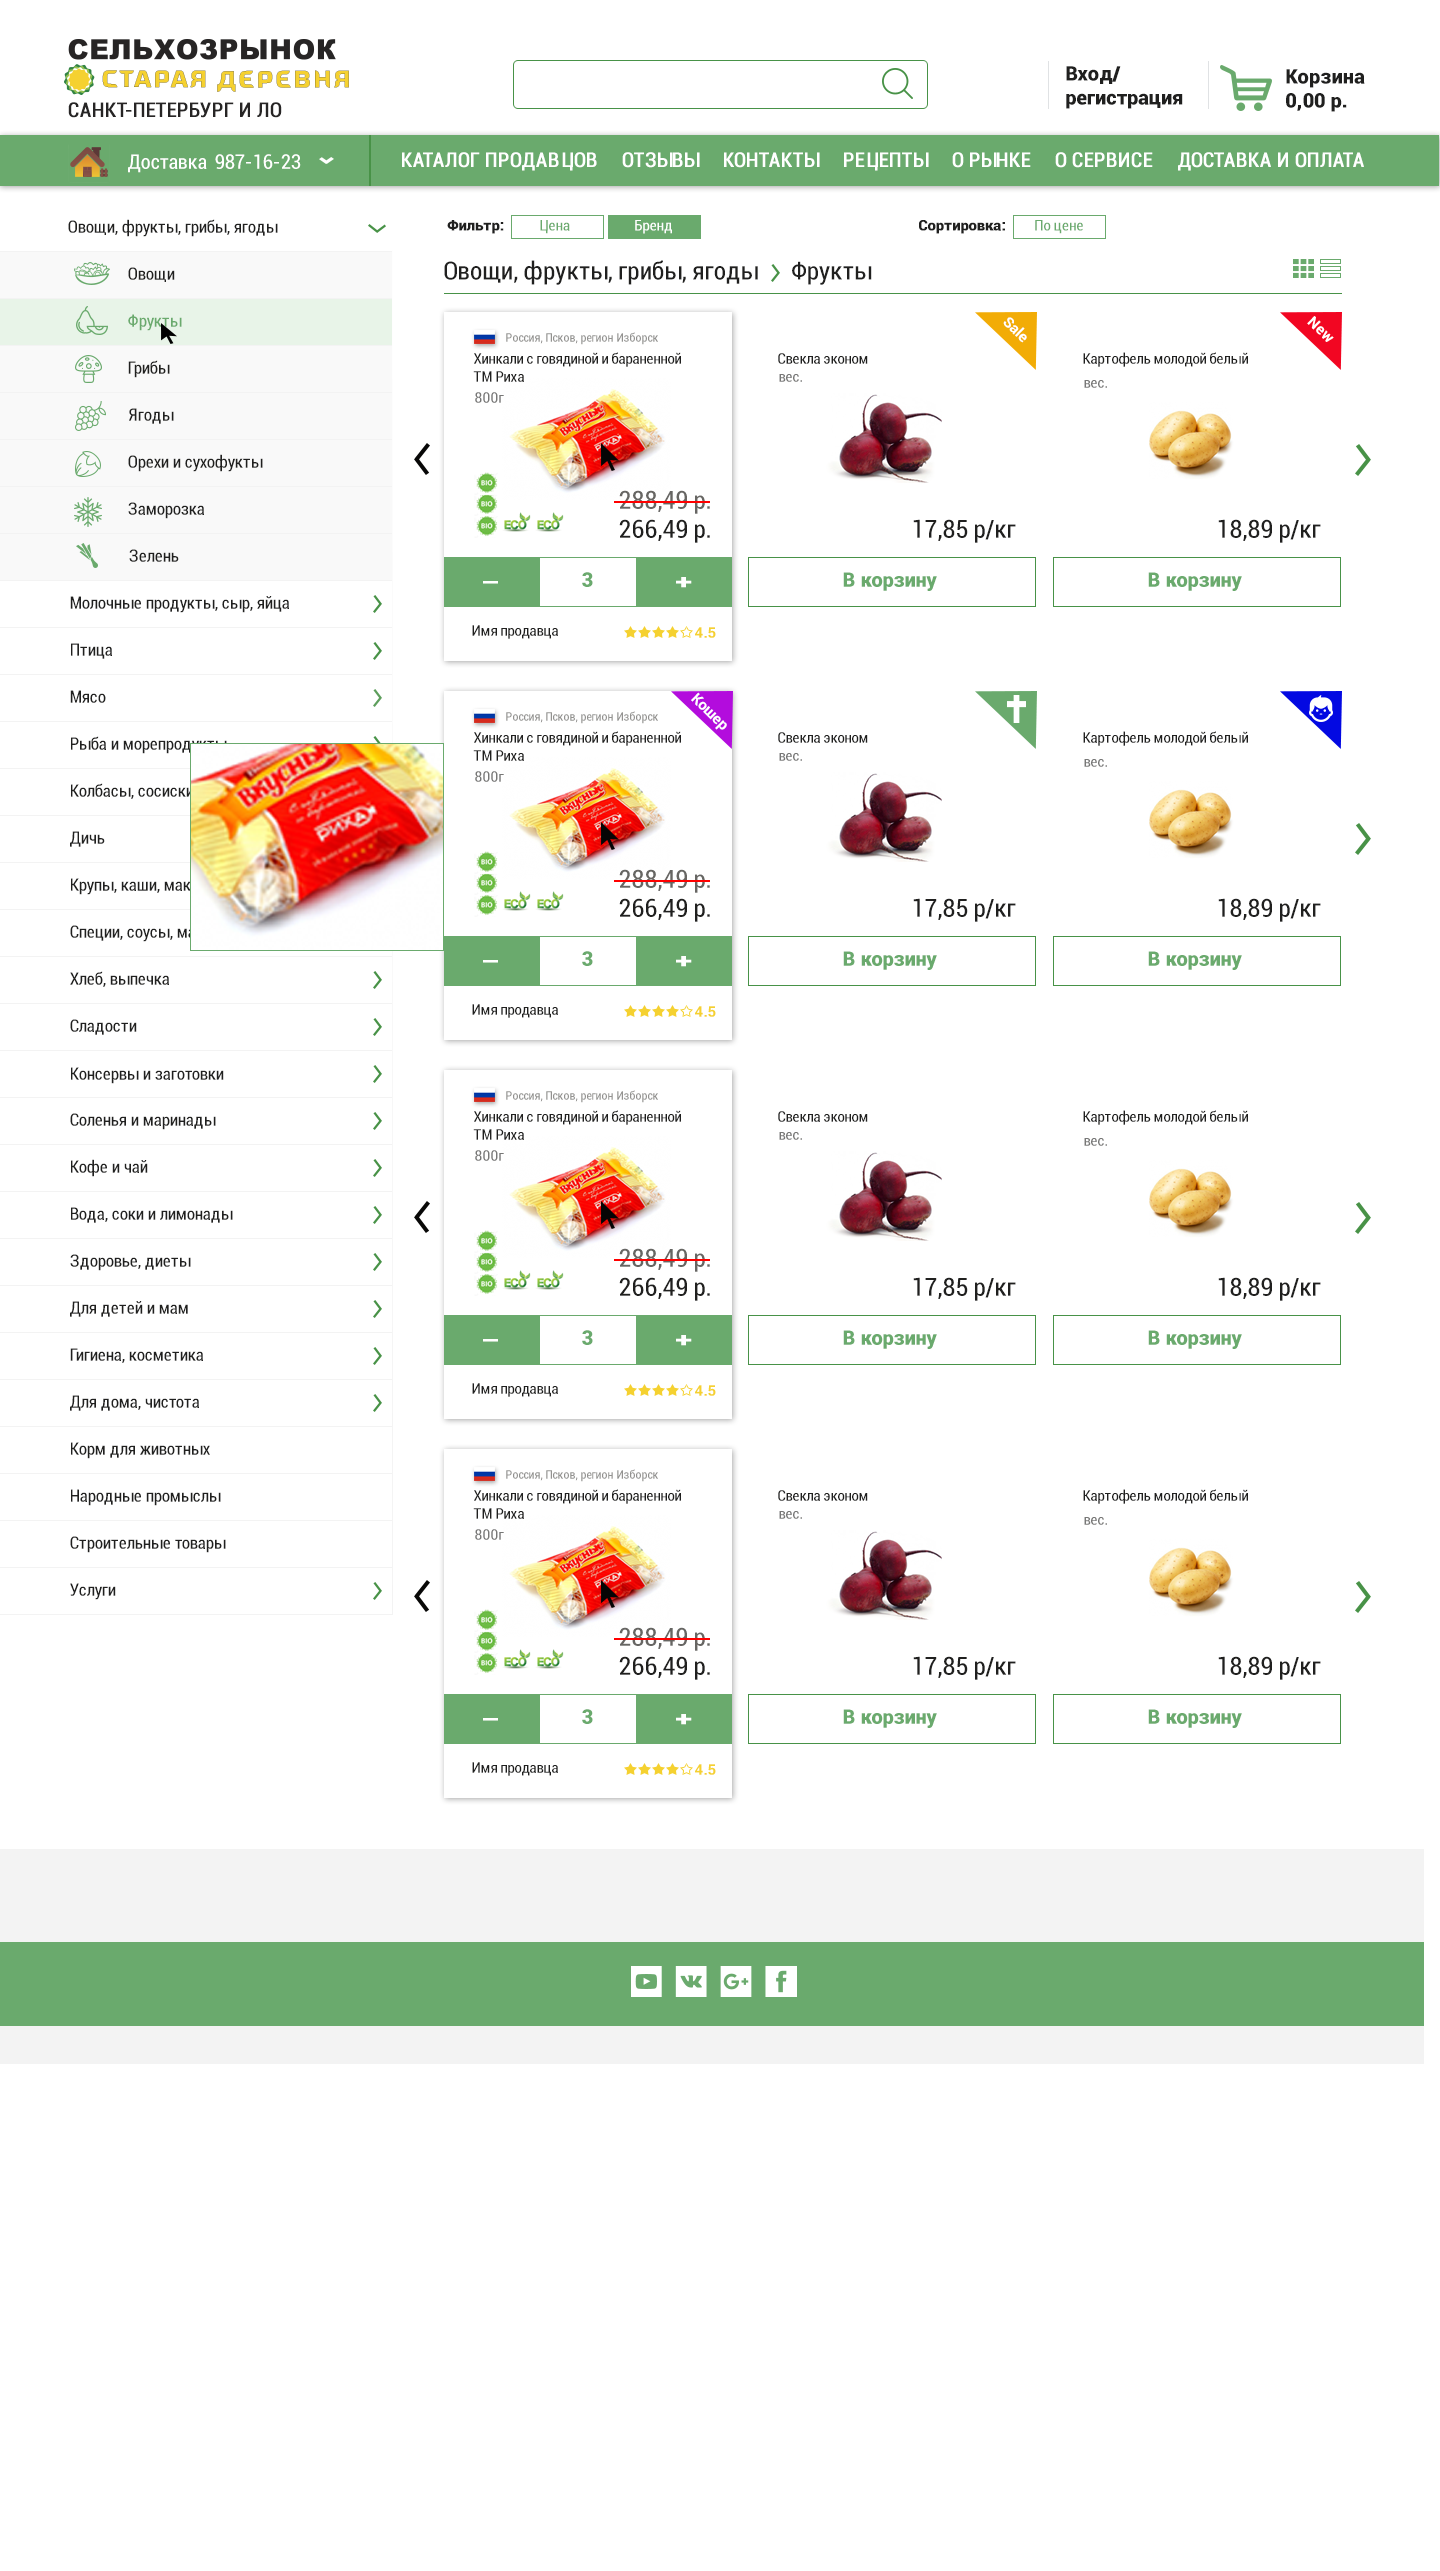 СЕЛЬХОЗРЫНОК
СТАРАЯ ДЕРЕВНЯ
САНКТ-ПЕТЕРБУРГ И ЛО
Вход/
регистрация
Корзина
0,00 р.
Доставка 987-16-23
КАТАЛОГ ПРОДАВЦОВ ОТЗЫВЫ КОНТАКТЫ РЕЦЕПТЫ О РЫНКЕ О СЕРВИСЕ ДОСТАВКА И ОПЛАТА
Овощи, фрукты, грибы, ягоды
Овощи
Фрукты
Грибы
Ягоды
Орехи и сухофукты
Заморозка
Зелень
Молочные продукты, сыр, яйца
Птица
Мясо
Рыба и морепродукты
Колбасы, сосиски
Дичь
Крупы, каши, мак
Специи, соусы, ма
Хлеб, выпечка
Сладости
Консервы и заготовки
Соленья и маринады
Кофе и чай
Вода, соки и лимонады
Здоровье, диеты
Для детей и мам
Гигиена, косметика
Для дома, чистота
Корм для животных
Народные промыслы
Строительные товары
Услуги
ВКУСНЫЕ
РИХА
Фильтр: Цена Бренд
Сортировка: По цене
Овощи, фрукты, грибы, ягоды Фрукты
Россия, Псков, регион Изборск
Хинкали с говядиной и бараненной
ТМ Риха
800г
ВКУСНЫЕ
РИХА
BIO
BIO
BIO ECO ECO
288,49 р.
266,49 р.
– 3 +
Имя продавца 4.5
Sale
Свекла эконом
вес.
17,85 р/кг
В корзину
New
Картофель молодой белый
вес.
18,89 р/кг
В корзину
Кошер
Россия, Псков, регион Изборск
Хинкали с говядиной и бараненной
ТМ Риха
800г
ВКУСНЫЕ
РИХА
BIO
BIO
BIO ECO ECO
288,49 р.
266,49 р.
– 3 +
Имя продавца 4.5
Свекла эконом
вес.
17,85 р/кг
В корзину
Картофель молодой белый
вес.
18,89 р/кг
В корзину
Россия, Псков, регион Изборск
Хинкали с говядиной и бараненной
ТМ Риха
800г
ВКУСНЫЕ
РИХА
BIO
BIO
BIO ECO ECO
288,49 р.
266,49 р.
– 3 +
Имя продавца 4.5
Свекла эконом
вес.
17,85 р/кг
В корзину
Картофель молодой белый
вес.
18,89 р/кг
В корзину
Россия, Псков, регион Изборск
Хинкали с говядиной и бараненной
ТМ Риха
800г
ВКУСНЫЕ
РИХА
BIO
BIO
BIO ECO ECO
288,49 р.
266,49 р.
– 3 +
Имя продавца 4.5
Свекла эконом
вес.
17,85 р/кг
В корзину
Картофель молодой белый
вес.
18,89 р/кг
В корзину